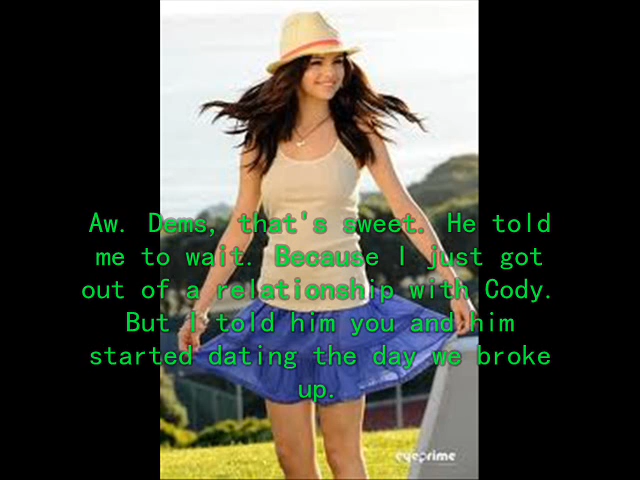 Aw. Dems, that's sweet. He told
me to wait. Because I just got
out of a relationship with Cody.
But I told him you and him
started dating the day we broke
up.
eyeprime